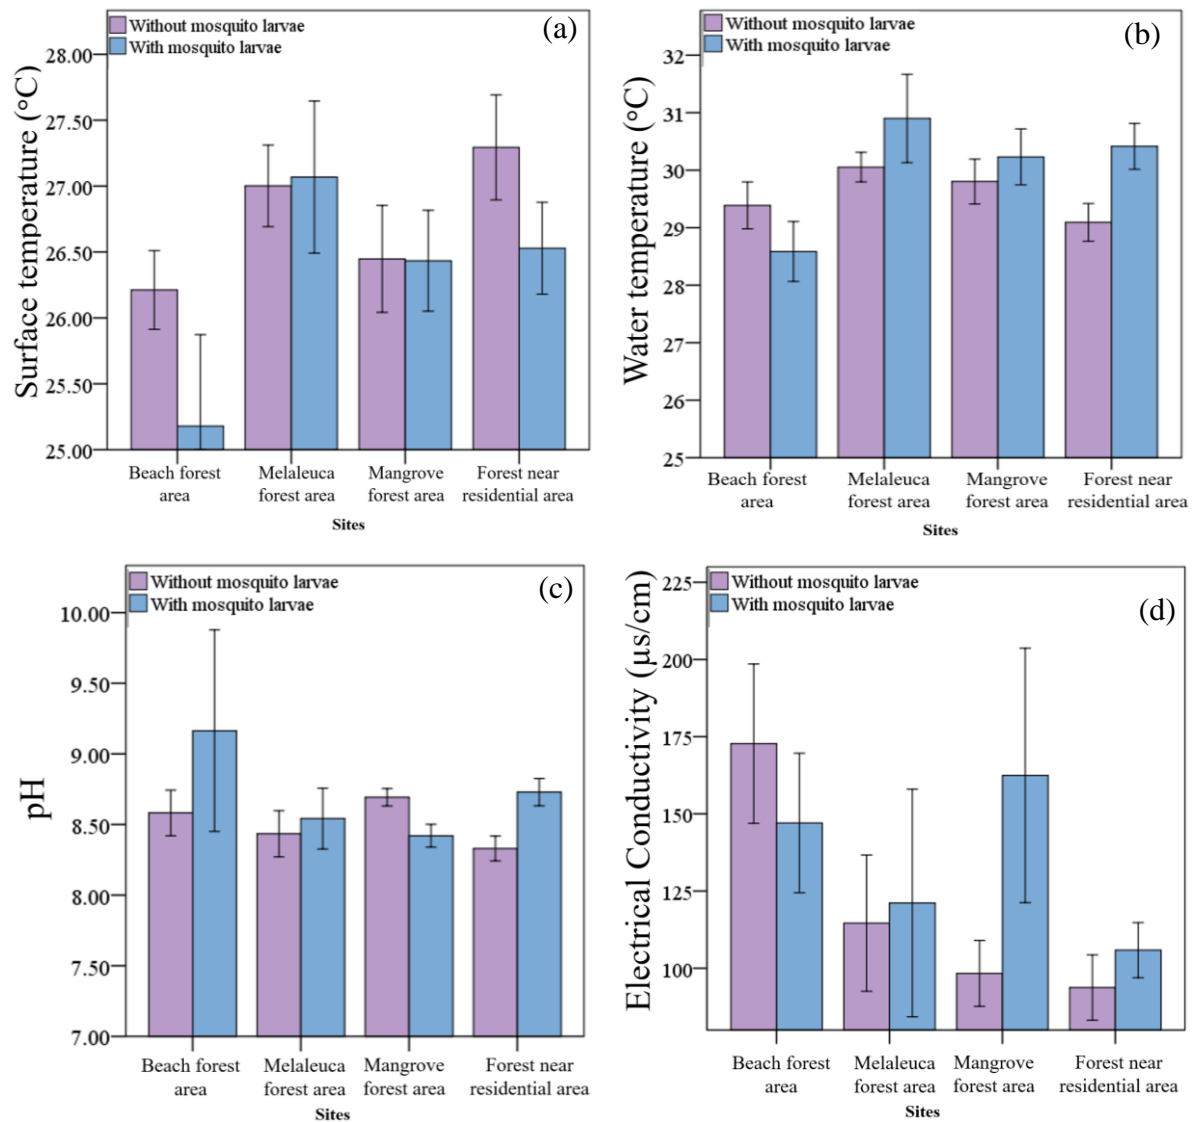 Without mosquito larvae
With mosquito larvae
(a)
Surface temperature (°C)
28.00
27.50
27.00
26.50
26.00
25.50
25.00
Beach forest
area
Melaleuca
forest area
Mangrove
forest area
Forest near
residential area
Sites
Without mosquito larvae
With mosquito larvae
(b)
Water temperature (°C)
32
31
30
29
28
27
26
25
Beach forest
area
Melaleuca
forest area
Mangrove
forest area
Forest near
residential area
Sites
Without mosquito larvae
With mosquito larvae
(c)
pH
10.00
9.50
9.00
8.50
8.00
7.50
7.00
Beach forest
area
Melaleuca
forest area
Mangrove
forest area
Forest near
residential area
Sites
Without mosquito larvae
With mosquito larvae
(d)
Electrical Conductivity (µs/cm)
225
200
175
150
125
100
Beach forest
area
Melaleuca
forest area
Mangrove
forest area
Forest near
residential area
Sites